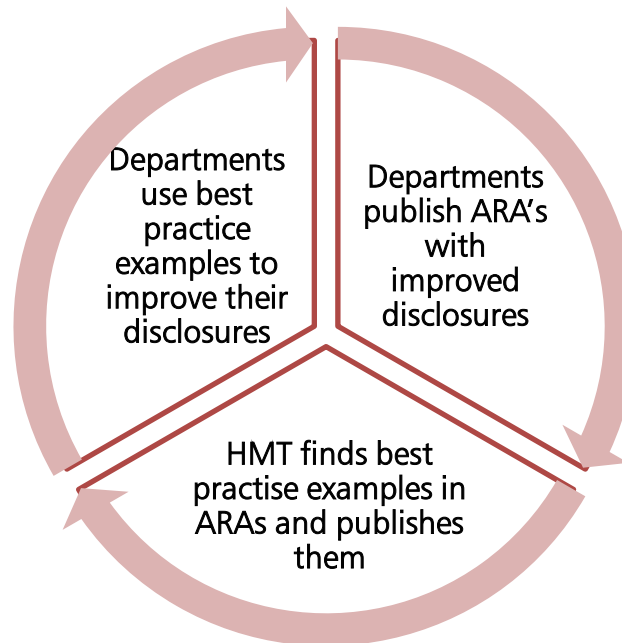 Departments
use best
practice
examples to
improve their
disclosures
Departments
publish ARA's
with
improved
disclosures
HMT finds best
practise examples in
ARAs and publishes
them